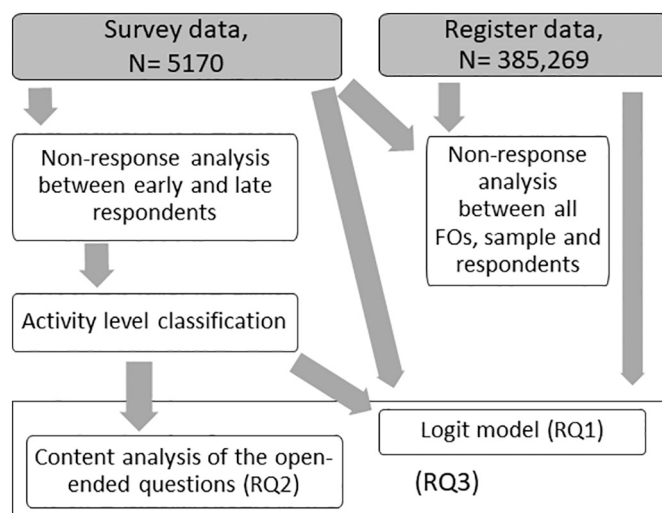 Survey data,
N= 5170
Register data,
N= 385,269
Non-response analysis
between early and late
respondents
Non-response
analysis
between all
FOs, sample and
respondents
Activity level classification
Logit model (RQ1)
Content analysis of the open-
ended questions (RQ2)
(RQ3)